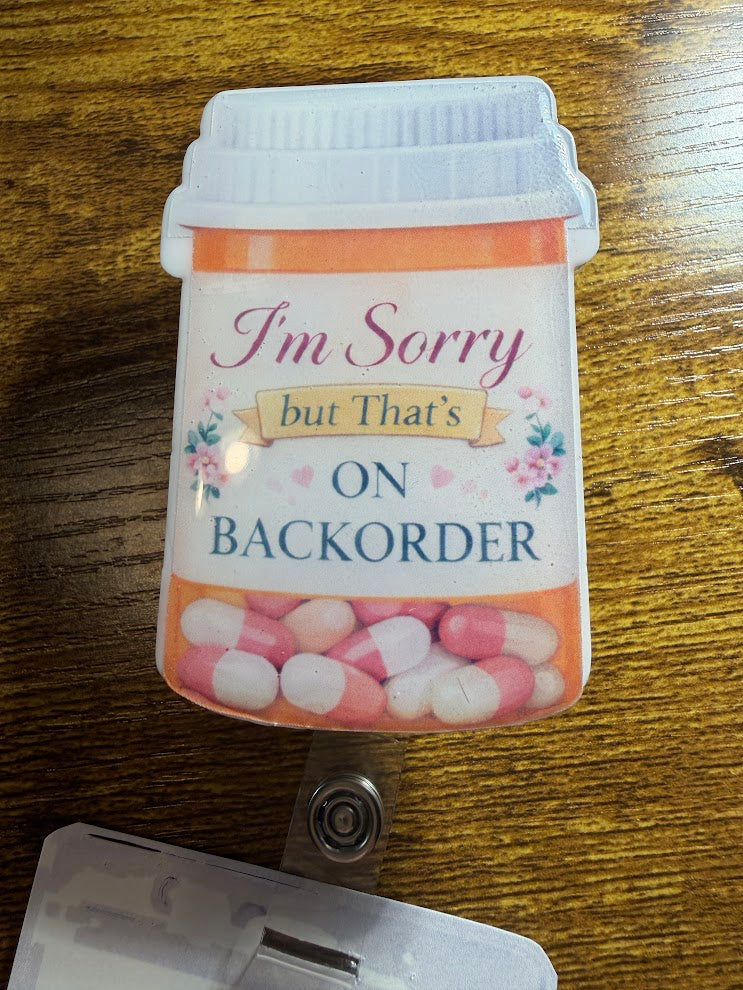 I'm Sorry
but That's
ON
BACKORDER